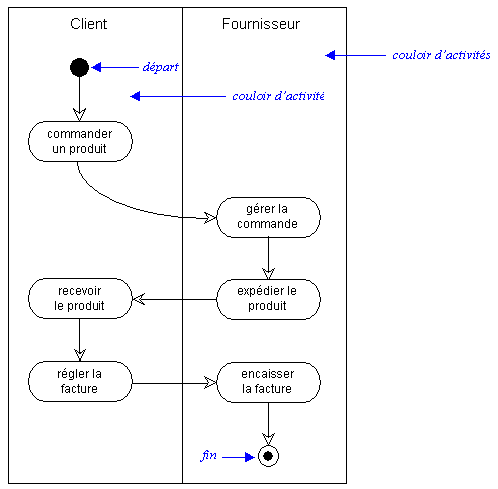 Client
Fournisseur
couloir d'activités
départ
couloir d'activité
commander
un produit
gérer la
commande
recevoir
le produit
expédier le
produit
régler la
facture
encaisser
la facture
fin